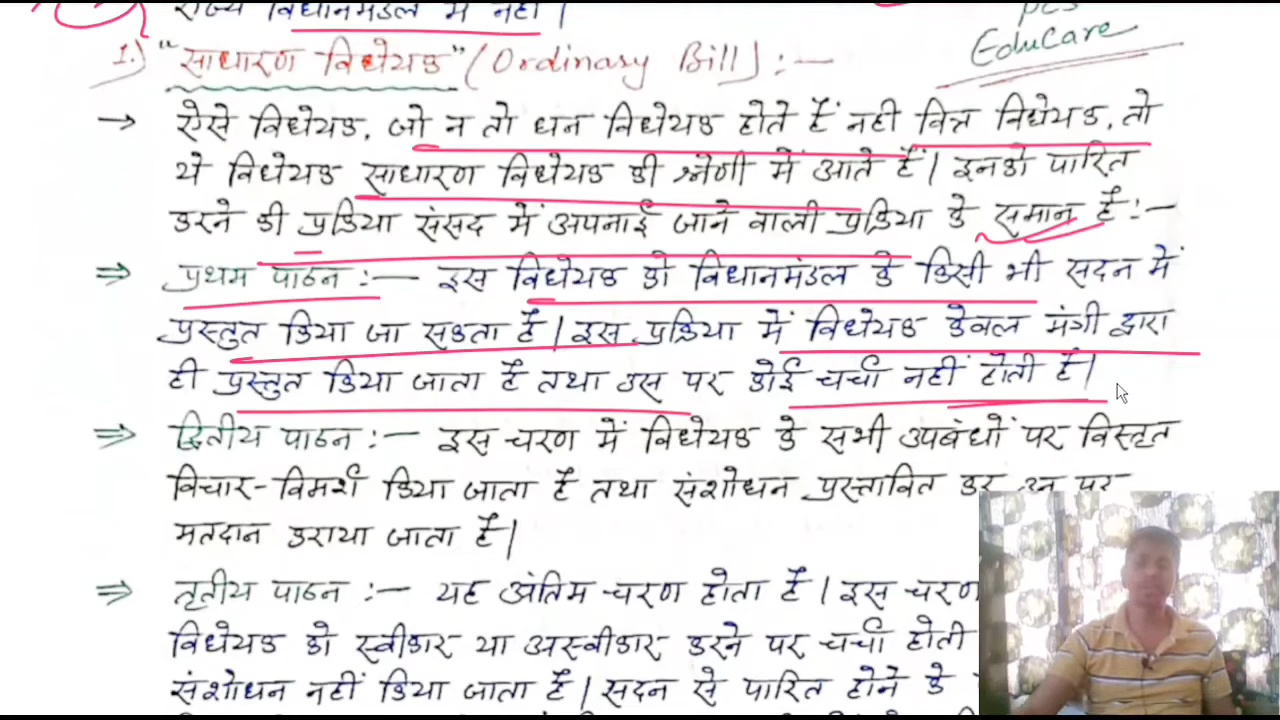 राज्य विधानमंडल में नहीं।
PCS
Educare
1.) "साधारण विधेयक" (Ordinary Bill) :-
→ ऐसे विधेयक, जो न तो धन विधेयक होते हैं नही वित्त विधेयक, तो
ये विधेयक साधारण विधेयक की श्रेणी में आते हैं। इनको पारित
करने की प्रक्रिया संसद में अपनाई जाने वाली प्रक्रिया के समान है :-
⇒ प्रथम पाठन :- इस विधेयक को विधानमंडल के किसी भी सदन में
प्रस्तुत किया जा सकता है। इस प्रक्रिया में विधेयक केवल मंत्री द्वारा
ही प्रस्तुत किया जाता है तथा उस पर कोई चर्चा नहीं होती है।
⇒ द्वितीय पाठन :- इस चरण में विधेयक के सभी उपबंधों पर विस्तृत
विचार-विमर्श किया जाता है तथा संशोधन प्रस्तावित कर उन पर
मतदान कराया जाता है।
⇒ तृतीय पाठन :- यह अंतिम चरण होता है। इस चरण
विधेयक को स्वीकार या अस्वीकार करने पर चर्चा होती
संशोधन नहीं किया जाता है। सदन से पारित होने के